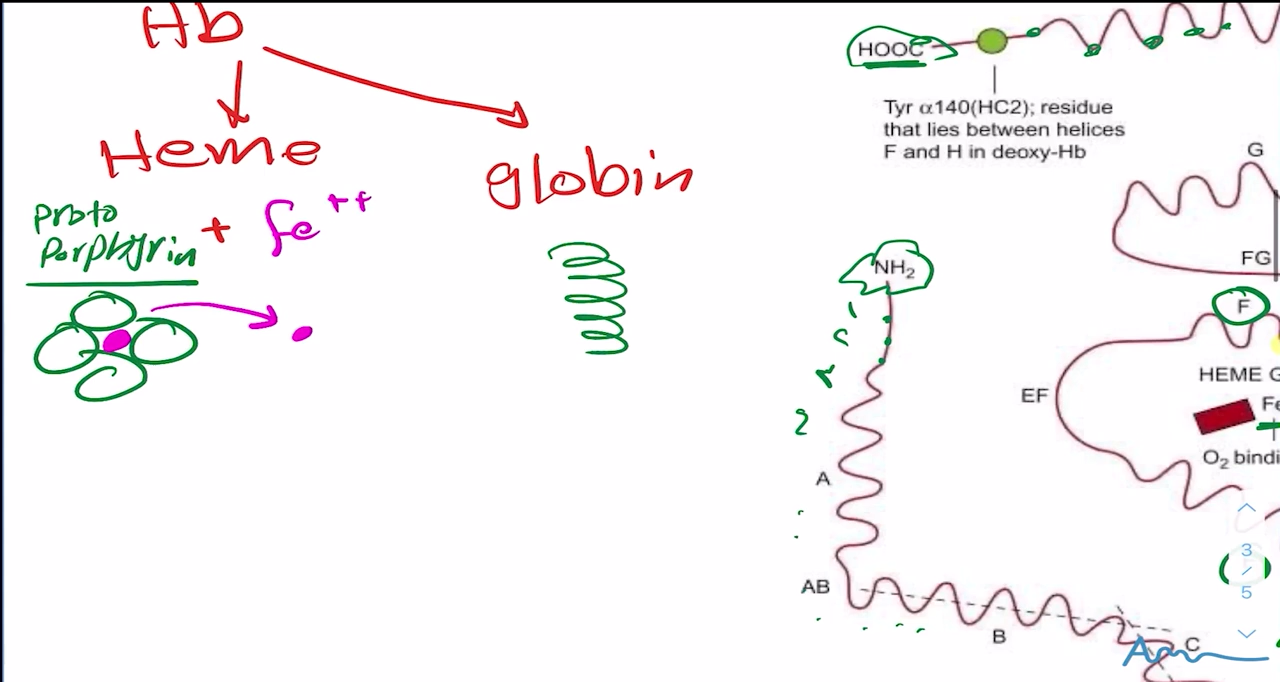 Hb
Heme
globin
proto
porphyrin + Fe++
HOOC
Tyr α140(HC2); residue
that lies between helices
F and H in deoxy-Hb
G
FG
NH2
F
HEME G
EF
Fe
O2 bindi
2
A
3
/
5
AB
B
C